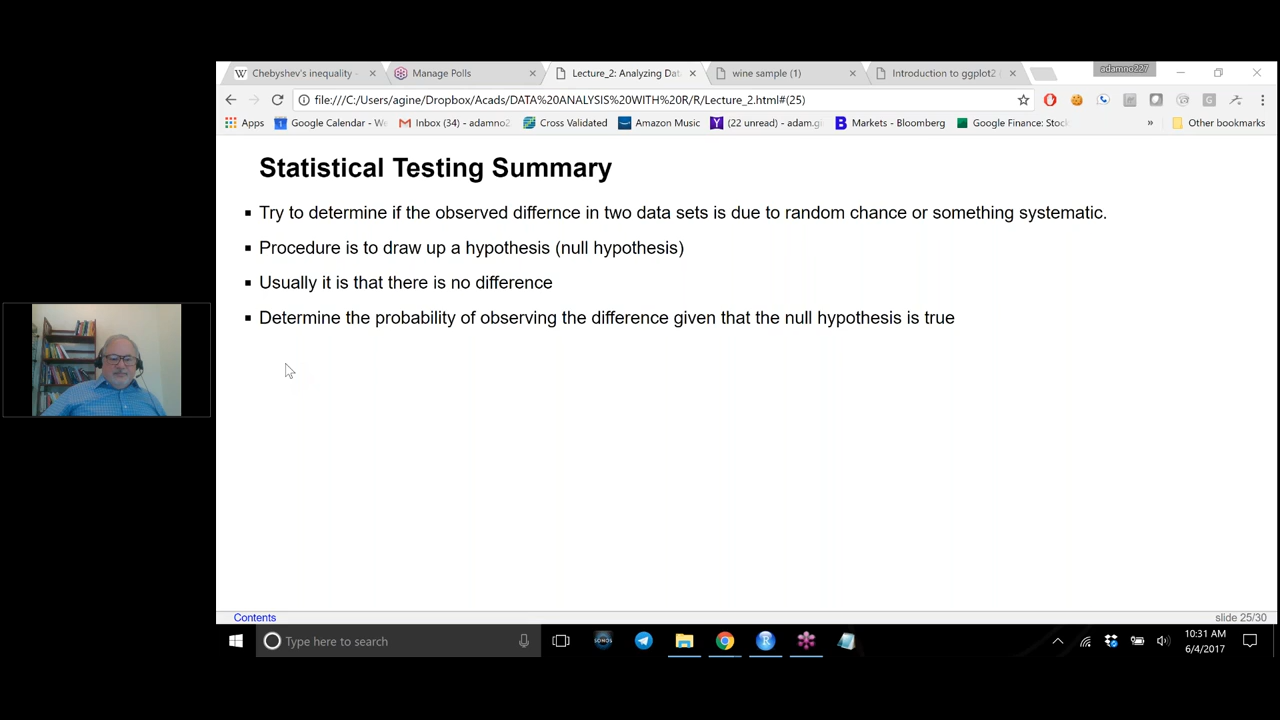 Chebyshev's inequality
Manage Polls
Lecture_2: Analyzing Dat
wine sample (1)
Introduction to ggplot2
adamno227
file:///C:/Users/agine/Dropbox/Acads/DATA%20ANALYSIS%20WITH%20R/R/Lecture_2.html#(25)
Apps
Google Calendar - We
Inbox (34) - adamno2
Cross Validated
Amazon Music
(22 unread) - adam.gi
Markets - Bloomberg
Google Finance: Stock
»
Other bookmarks
Statistical Testing Summary
Try to determine if the observed differnce in two data sets is due to random chance or something systematic.
Procedure is to draw up a hypothesis (null hypothesis)
Usually it is that there is no difference
Determine the probability of observing the difference given that the null hypothesis is true
Contents
slide 25/30
Type here to search
SONOS
10:31 AM
6/4/2017